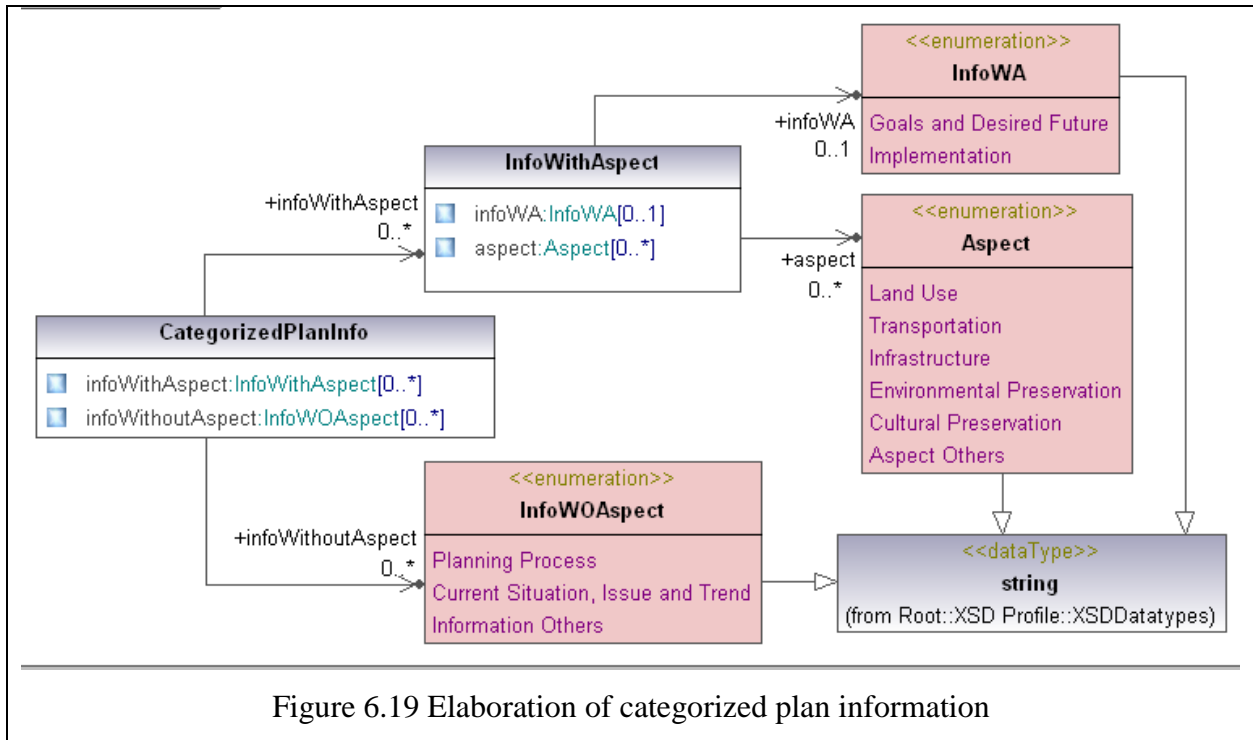 <<enumeration>>
InfoWA
Goals and Desired Future
Implementation
+infoWA
0..1
InfoWithAspect
infoWA:InfoWA[0..1]
aspect:Aspect[0..*]
+infoWithAspect
0..*
<<enumeration>>
Aspect
Land Use
Transportation
Infrastructure
Environmental Preservation
Cultural Preservation
Aspect Others
+aspect
0..*
CategorizedPlanInfo
infoWithAspect:InfoWithAspect[0..*]
infoWithoutAspect:InfoWOAspect[0..*]
+infoWithoutAspect
0..*
<<enumeration>>
InfoWOAspect
Planning Process
Current Situation, Issue and Trend
Information Others
<<dataType>>
string
(from Root::XSD Profile::XSDDatatypes)
Figure 6.19 Elaboration of categorized plan information